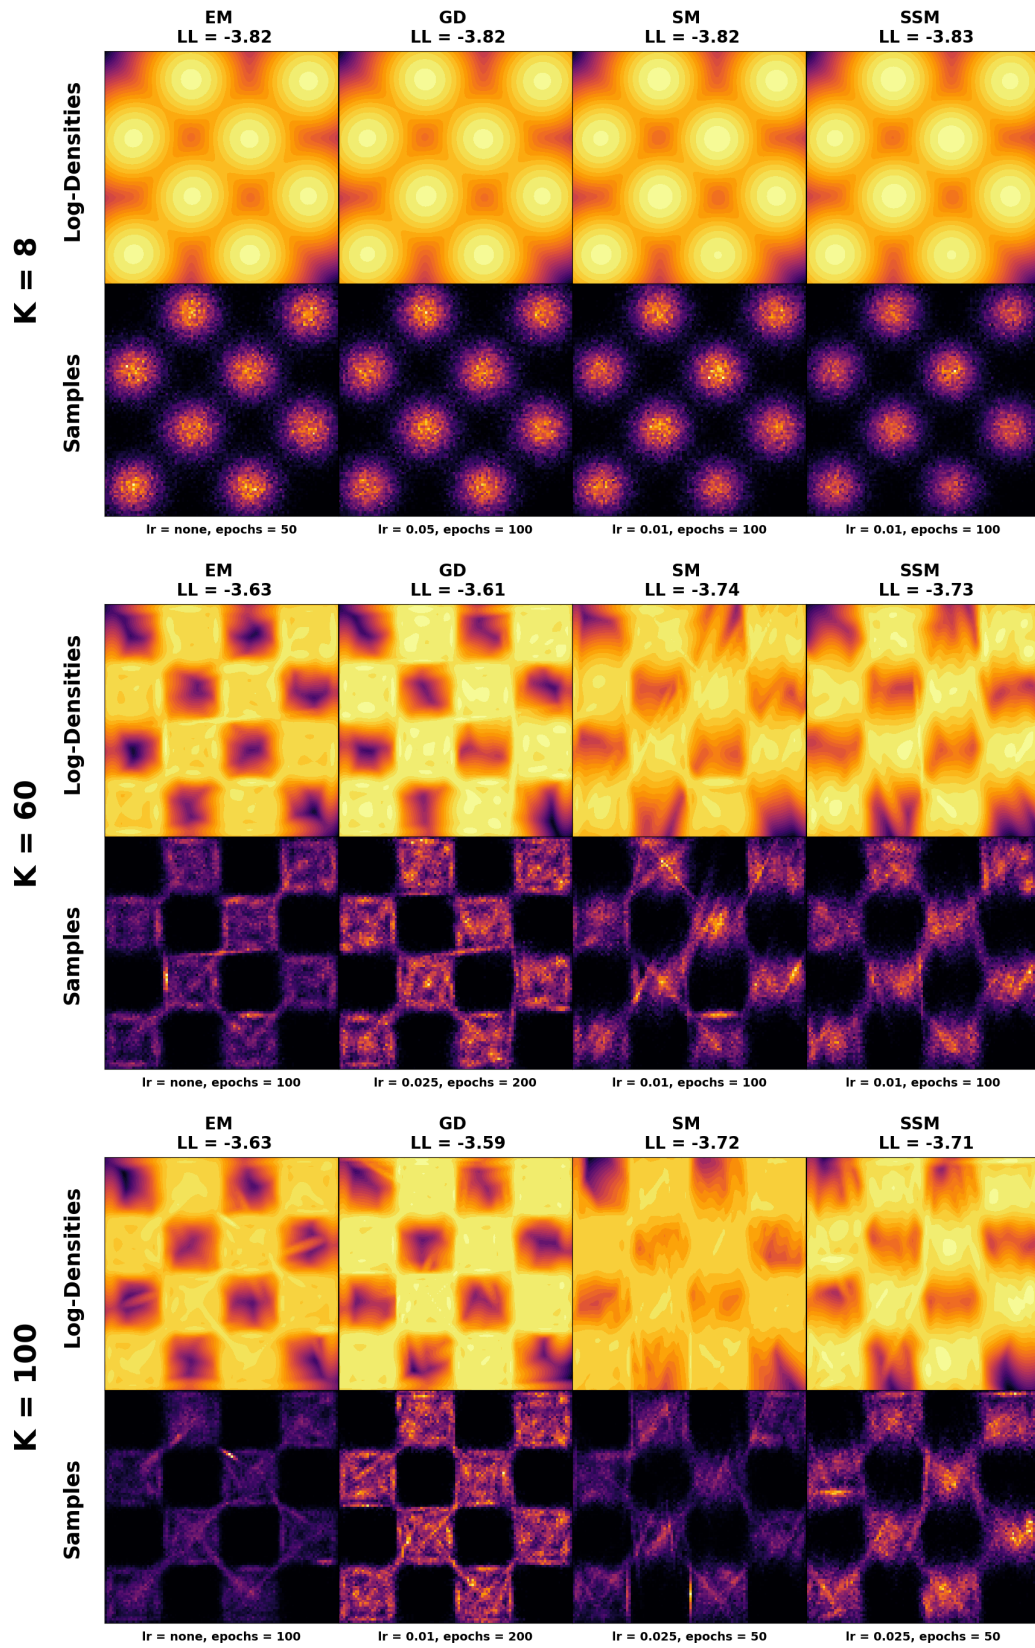 EM
LL = -3.82
GD
LL = -3.82
SM
LL = -3.82
SSM
LL = -3.83
K = 8
Log-Densities
Samples
lr = none, epochs = 50
lr = 0.05, epochs = 100
lr = 0.01, epochs = 100
lr = 0.01, epochs = 100
EM
LL = -3.63
GD
LL = -3.61
SM
LL = -3.74
SSM
LL = -3.73
K = 60
Log-Densities
Samples
lr = none, epochs = 100
lr = 0.025, epochs = 200
lr = 0.01, epochs = 100
lr = 0.01, epochs = 100
EM
LL = -3.63
GD
LL = -3.59
SM
LL = -3.72
SSM
LL = -3.71
K = 100
Log-Densities
Samples
lr = none, epochs = 100
lr = 0.01, epochs = 200
lr = 0.025, epochs = 50
lr = 0.025, epochs = 50